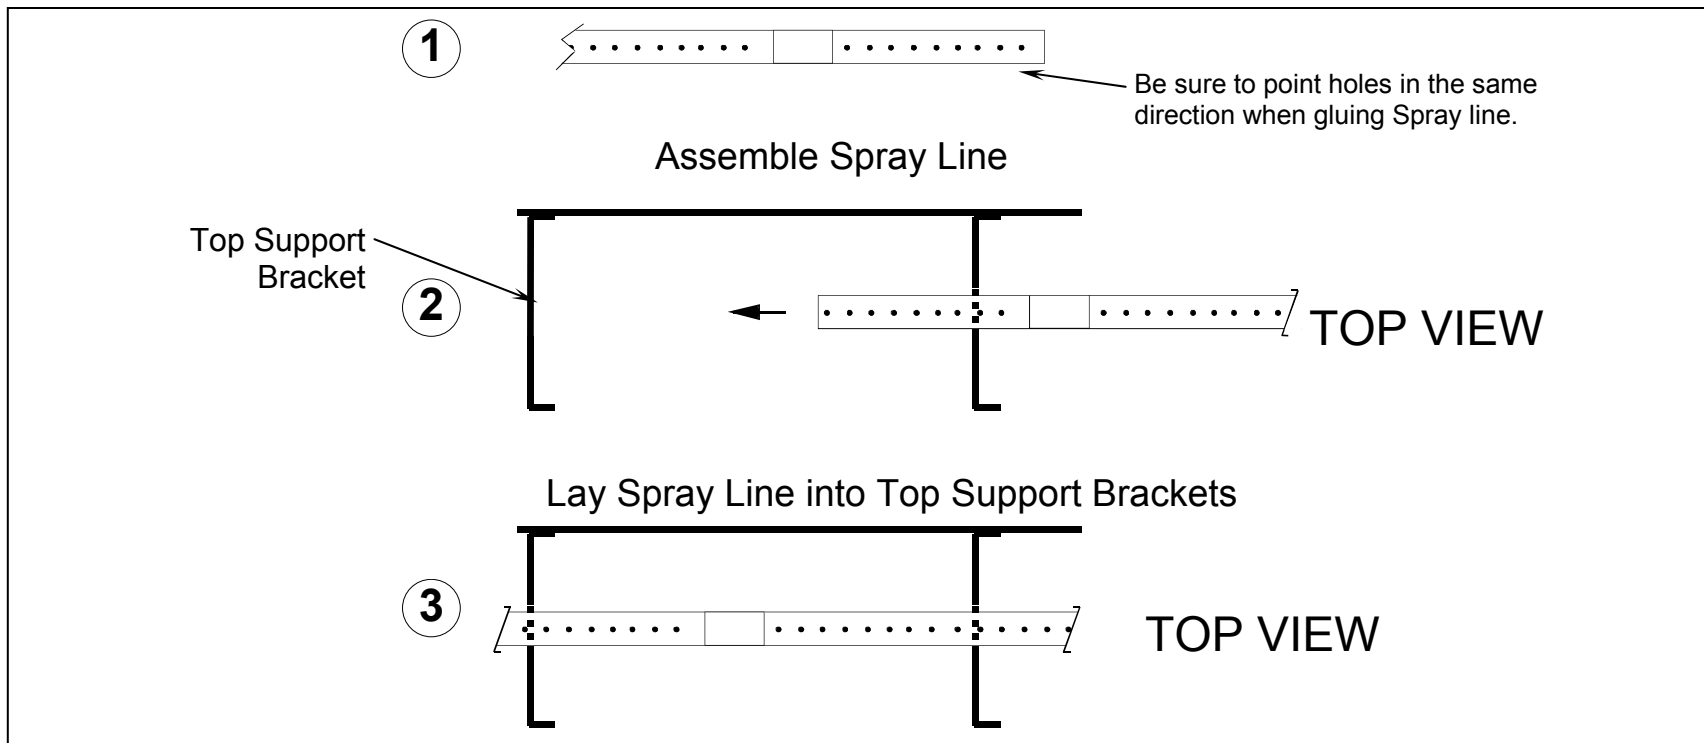 1
Be sure to point holes in the same
direction when gluing Spray line.
Assemble Spray Line
Top Support
Bracket
2
TOP VIEW
Lay Spray Line into Top Support Brackets
3
TOP VIEW